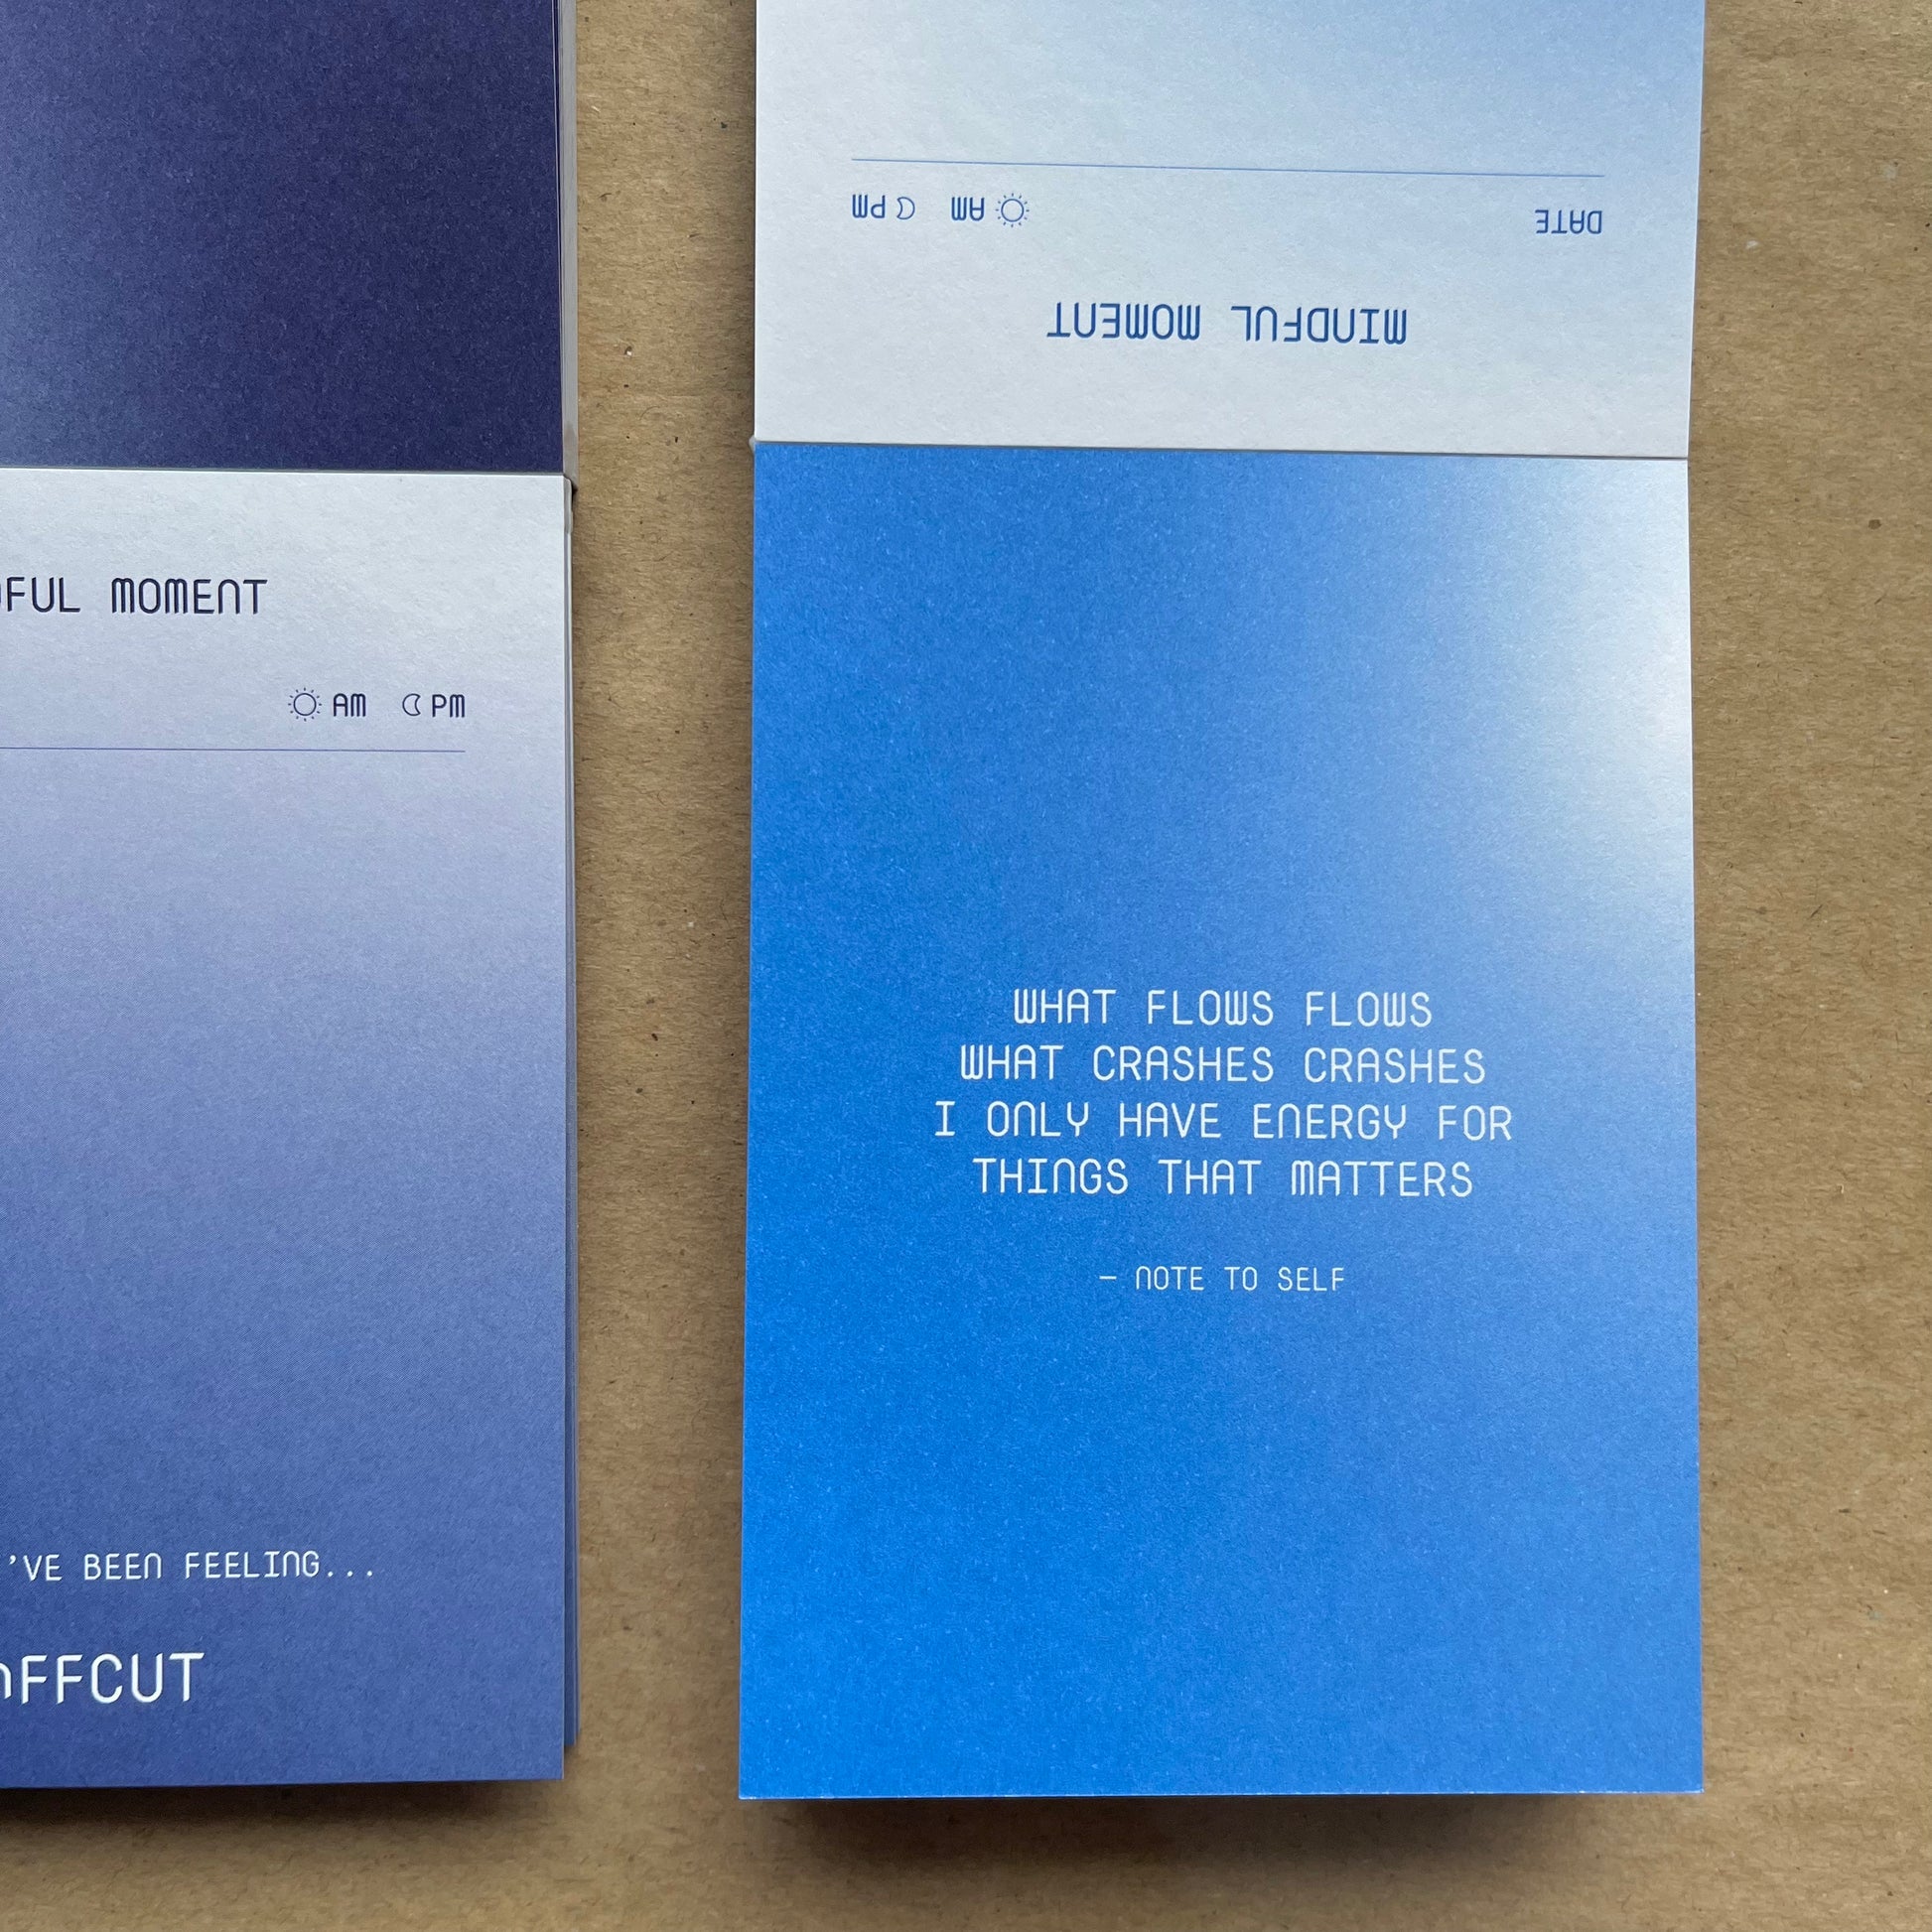 FUL MOMENT
AM PM
'VE BEEN FEELING...
FFCUT
MINDFUL MOMENT
DATE AM PM
WHAT FLOWS FLOWS
WHAT CRASHES CRASHES
I ONLY HAVE ENERGY FOR
THINGS THAT MATTERS
– NOTE TO SELF